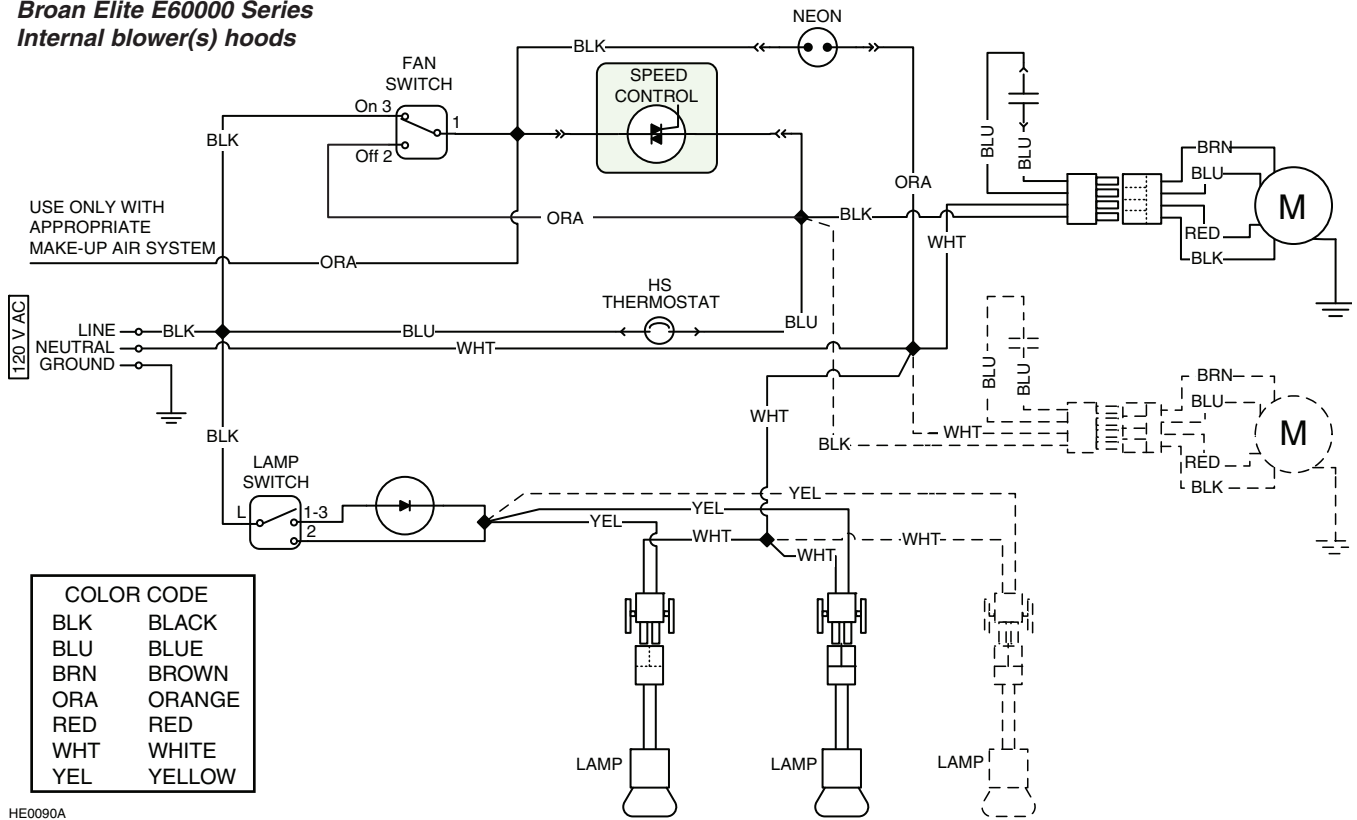 Broan Elite E60000 Series
Internal blower(s) hoods
NEON
BLK
FAN
SWITCH
SPEED
CONTROL
On 3
1
Off 2
BLK
BLU
BLU
BRN
BLU
M
RED
BLK
ORA
USE ONLY WITH
APPROPRIATE
MAKE-UP AIR SYSTEM
ORA
BLK
WHT
ORA
HS
THERMOSTAT
120 V AC
LINE
BLK
BLU
BLU
NEUTRAL
WHT
GROUND
BLU
BLU
BRN
BLU
M
RED
BLK
WHT
WHT
BLK
BLK
LAMP
SWITCH
L
1-3
2
YEL
YEL
YEL
WHT
WHT
WHT
COLOR CODE
BLK BLACK
BLU BLUE
BRN BROWN
ORA ORANGE
RED RED
WHT WHITE
YEL YELLOW
LAMP
LAMP
LAMP
HE0090A